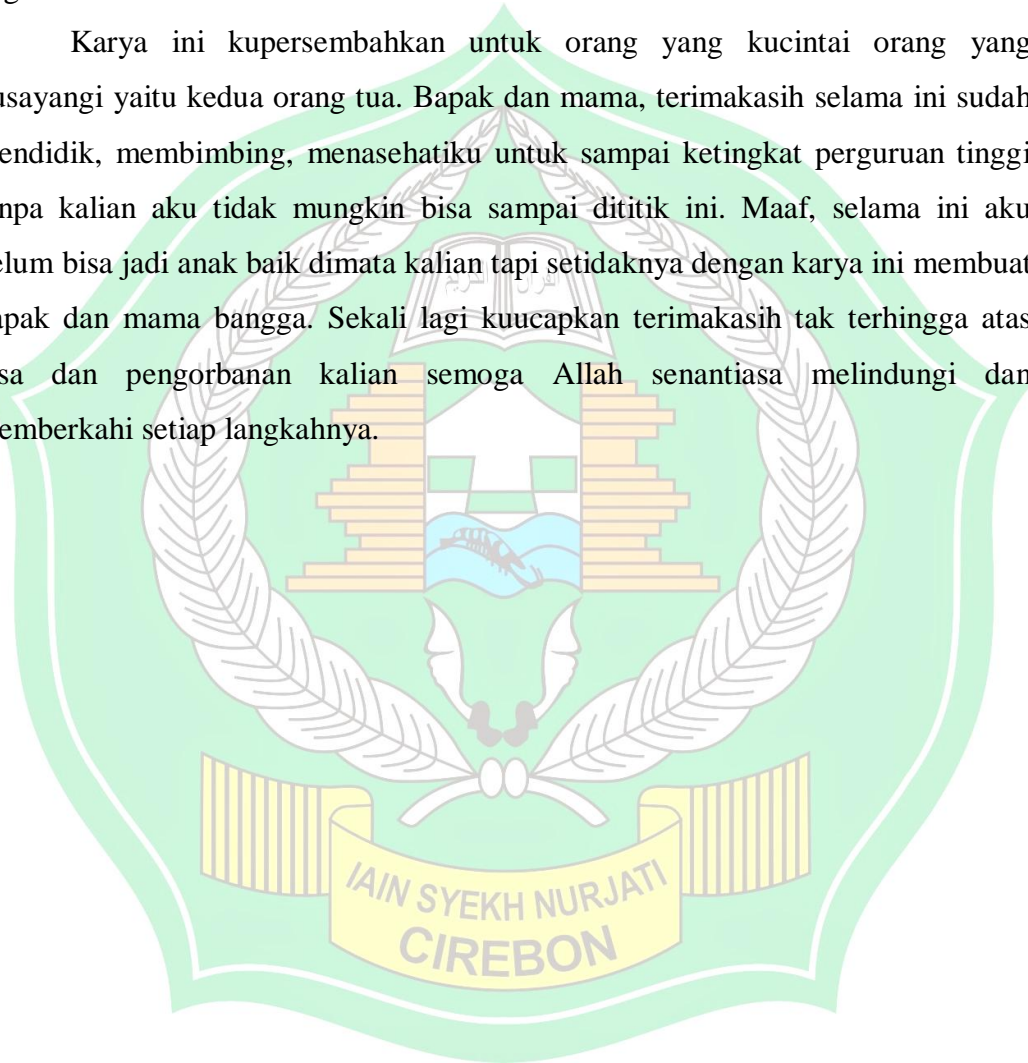 Karya ini kupersembahkan untuk orang yang kucintai orang yang
usayangi yaitu kedua orang tua. Bapak dan mama, terimakasih selama ini sudah
endidik, membimbing, menasehatiku untuk sampai ketingkat perguruan tinggi
npa kalian aku tidak mungkin bisa sampai dititik ini. Maaf, selama ini aku
elum bisa jadi anak baik dimata kalian tapi setidaknya dengan karya ini membuat
apak dan mama bangga. Sekali lagi kuucapkan terimakasih tak terhingga atas
sa dan pengorbanan kalian semoga Allah senantiasa melindungi dan
emberkahi setiap langkahnya.
القران الكريم
IAIN SYEKH NURJATI
CIREBON